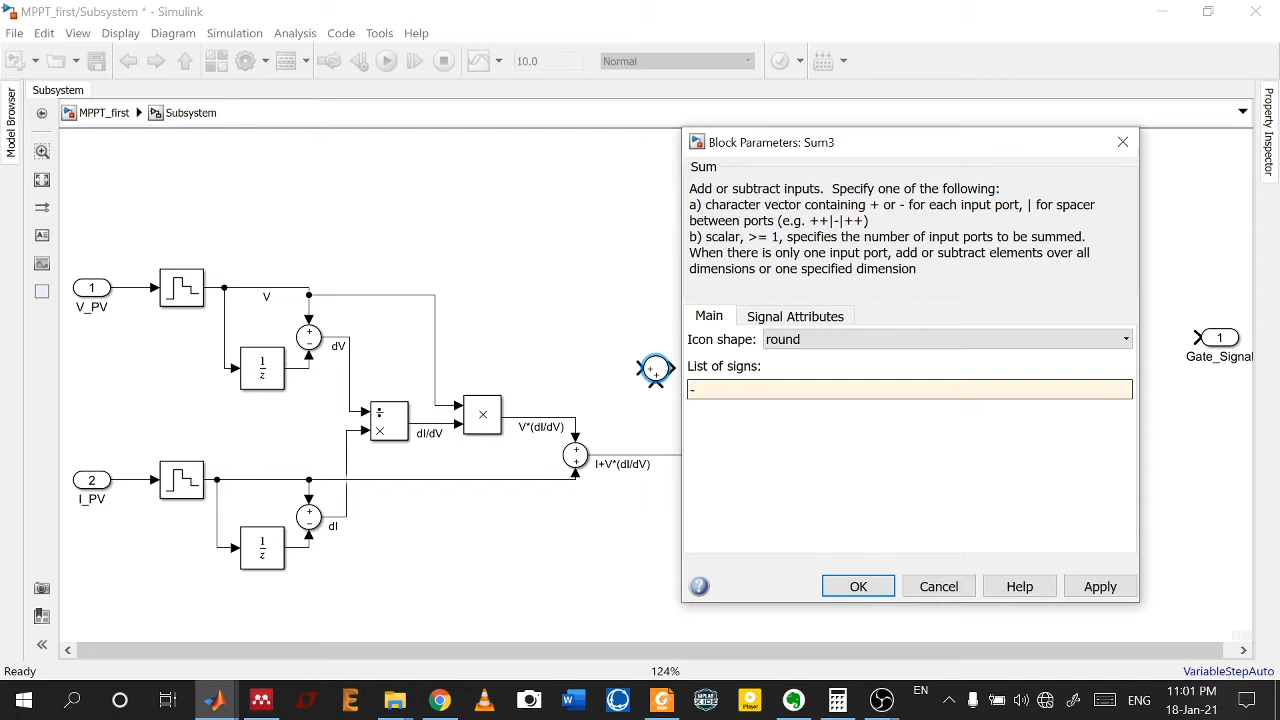 MPPT_first/Subsystem * - Simulink
File Edit View Display Diagram Simulation Analysis Code Tools Help
10.0
Normal
Subsystem
MPPT_first
Subsystem
Model Browser
Property Inspector
1
V_PV
V
+
−
dV
1
z
÷
×
dI/dV
×
V*(dI/dV)
+
+
I+V*(dI/dV)
2
I_PV
+
−
dI
1
z
+
+
1
Gate_Signal
Block Parameters: Sum3
Sum
Add or subtract inputs. Specify one of the following:
a) character vector containing + or - for each input port, | for spacer
between ports (e.g. ++|-|++)
b) scalar, >= 1, specifies the number of input ports to be summed.
When there is only one input port, add or subtract elements over all
dimensions or one specified dimension
Main Signal Attributes
Icon shape: round
List of signs:
-
OK Cancel Help Apply
Ready
124%
VariableStepAuto
EN
ENG
11:01 PM
18-Jan-21